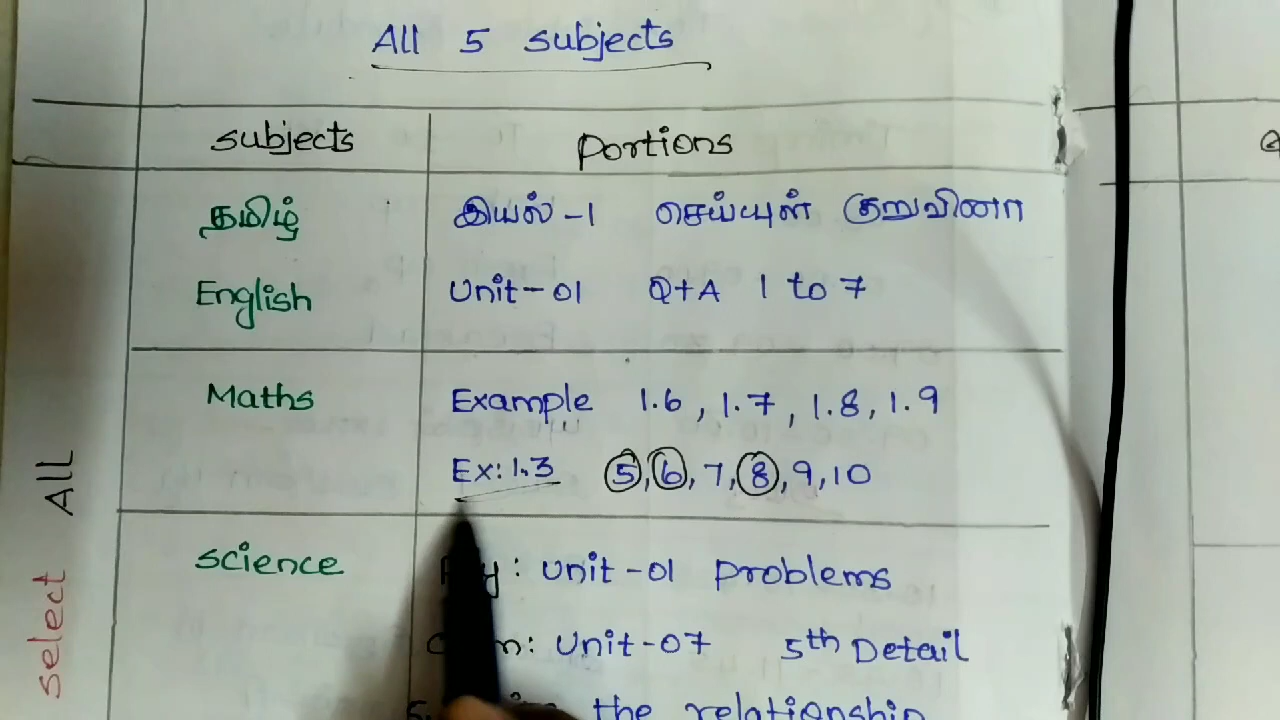 All 5 subjects
subjects Portions
தமிழ் இயல் -1 செய்யுள் குறுவினா
English Unit-01 Q+A 1 to 7
Maths Example 1.6, 1.7, 1.8, 1.9
Ex: 1.3 5, 6, 7, 8, 9, 10
science : Unit-01 Problems
: Unit-07 5th Detail
the relationship
select All